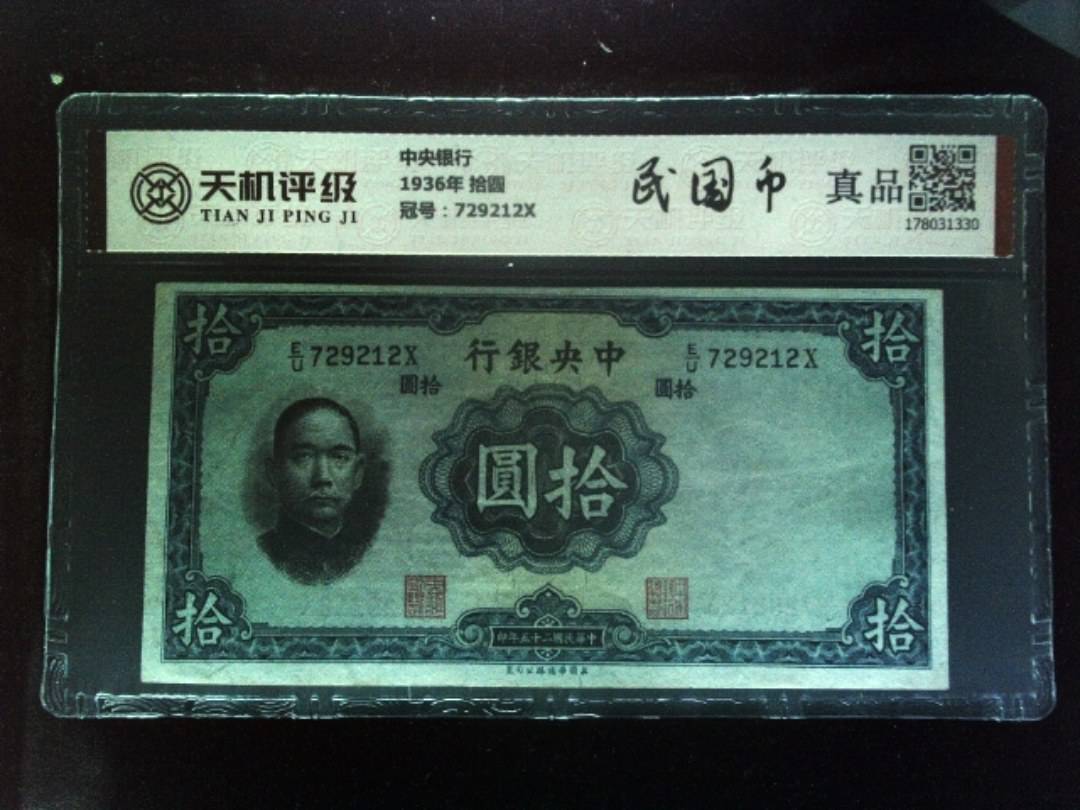 天机评级
TIAN JI PING JI
中央银行
1936年 拾圆
冠号：729212X
民国币
真品
178031330
拾
拾
E/U 729212X
行銀央中
E/U 729212X
圓拾
圓拾
圓拾
拾
拾
印年五十二國民華中